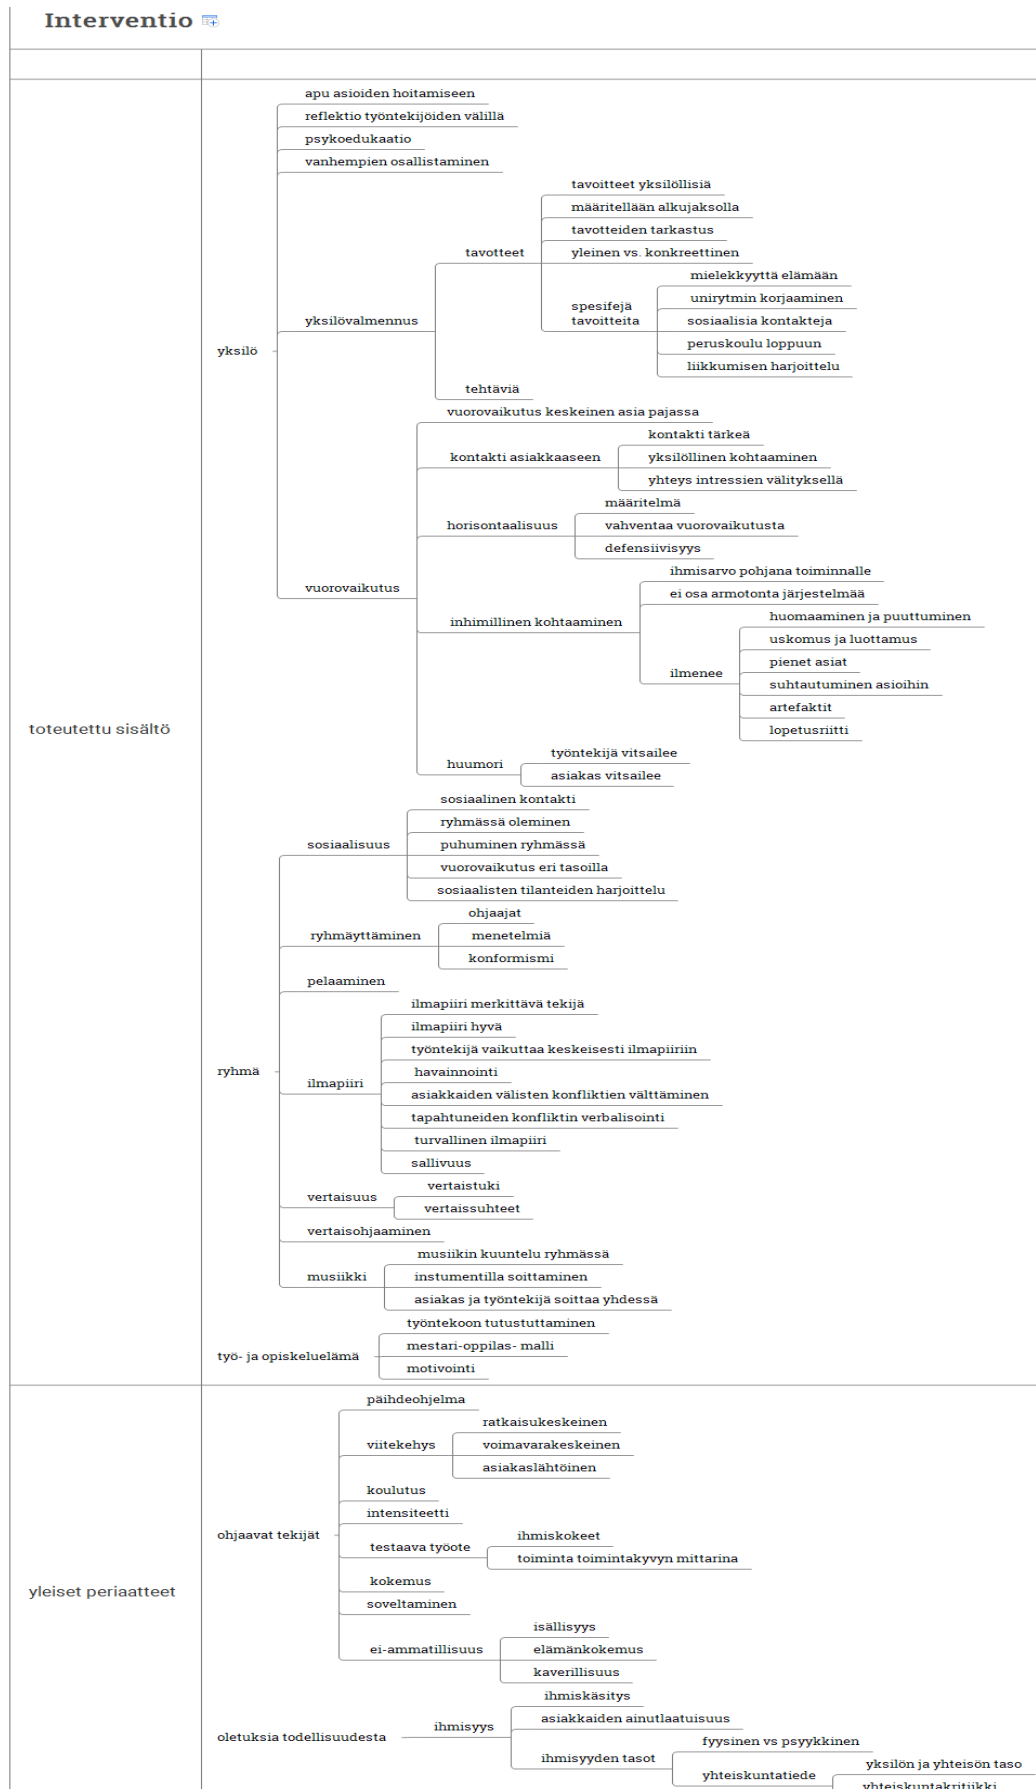 Interventio
apu asioiden hoitamiseen
reflektio työntekijöiden välillä
psykoedukaatio
vanhempien osallistaminen
tavoitteet yksilöllisiä
määritellään alkujaksolla
tavotteiden tarkastus
tavotteet
yleinen vs. konkreettinen
mielekkyyttä elämään
unirytmin korjaaminen
spesifejä
tavoitteita
yksilövalmennus
sosiaalisia kontakteja
peruskoulu loppuun
yksilö
liikkumisen harjoittelu
tehtäviä
vuorovaikutus keskeinen asia pajassa
kontakti tärkeä
kontakti asiakkaaseen
yksilöllinen kohtaaminen
yhteys intressien välityksellä
määritelmä
horisontaalisuus
vahventaa vuorovaikutusta
defensiivisyys
ihmisarvo pohjana toiminnalle
vuorovaikutus
ei osa armotonta järjestelmää
huomaaminen ja puuttuminen
inhimillinen kohtaaminen
uskomus ja luottamus
pienet asiat
ilmenee
suhtautuminen asioihin
artefaktit
lopetusriitti
toteutettu sisältö
työntekijä vitsailee
huumori
asiakas vitsailee
sosiaalinen kontakti
ryhmässä oleminen
sosiaalisuus
puhuminen ryhmässä
vuorovaikutus eri tasoilla
sosiaalisten tilanteiden harjoittelu
ohjaajat
ryhmäyttäminen
menetelmiä
konformismi
pelaaminen
ilmapiiri merkittävä tekijä
ilmapiiri hyvä
työntekijä vaikuttaa keskeisesti ilmapiiriin
ryhmä
havainnointi
ilmapiiri
asiakkaiden välisten konfliktien välttäminen
tapahtuneiden konfliktin verbalisointi
turvallinen ilmapiiri
sallivuus
vertaistuki
vertaisuus
vertaissuhteet
vertaisohjaaminen
musiikin kuuntelu ryhmässä
musiikki
instumentilla soittaminen
asiakas ja työntekijä soittaa yhdessä
työntekoon tutustuttaminen
mestari-oppilas- malli
työ- ja opiskeluelämä
motivointi
päihdeohjelma
ratkaisukeskeinen
viitekehys
voimavarakeskeinen
asiakaslähtöinen
koulutus
intensiteetti
ohjaavat tekijät
ihmiskokeet
testaava työote
toiminta toimintakyvyn mittarina
kokemus
yleiset periaatteet
soveltaminen
isällisyys
ei-ammatillisuus
elämänkokemus
kaverillisuus
ihmiskäsitys
asiakkaiden ainutlaatuisuus
oletuksia todellisuudesta
ihmisyys
fyysinen vs psyykkinen
ihmisyyden tasot
yksilön ja yhteisön taso
yhteiskuntatiede
yhteiskuntakritiikki